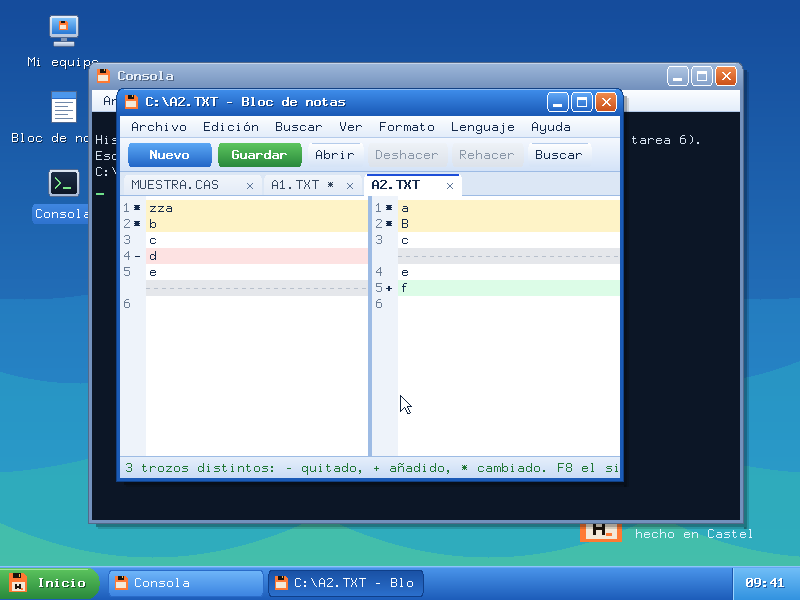 Mi equipo
Consola
C:\A2.TXT - Bloc de notas
Archivo Edición Buscar Ver Formato Lenguaje Ayuda
Nuevo Guardar Abrir Deshacer Rehacer Buscar
tarea 6).
MUESTRA.CAS × A1.TXT * × A2.TXT ×
1 * zza
2 * b
3 c
4 - d
5 e
6
1 * a
2 * B
3 c
4 e
5 + f
6
3 trozos distintos: - quitado, + añadido, * cambiado. F8 el si
Bloc de no
Consola
His
Esc
C:\
H_
hecho en Castel
Inicio Consola C:\A2.TXT - Blo 09:41